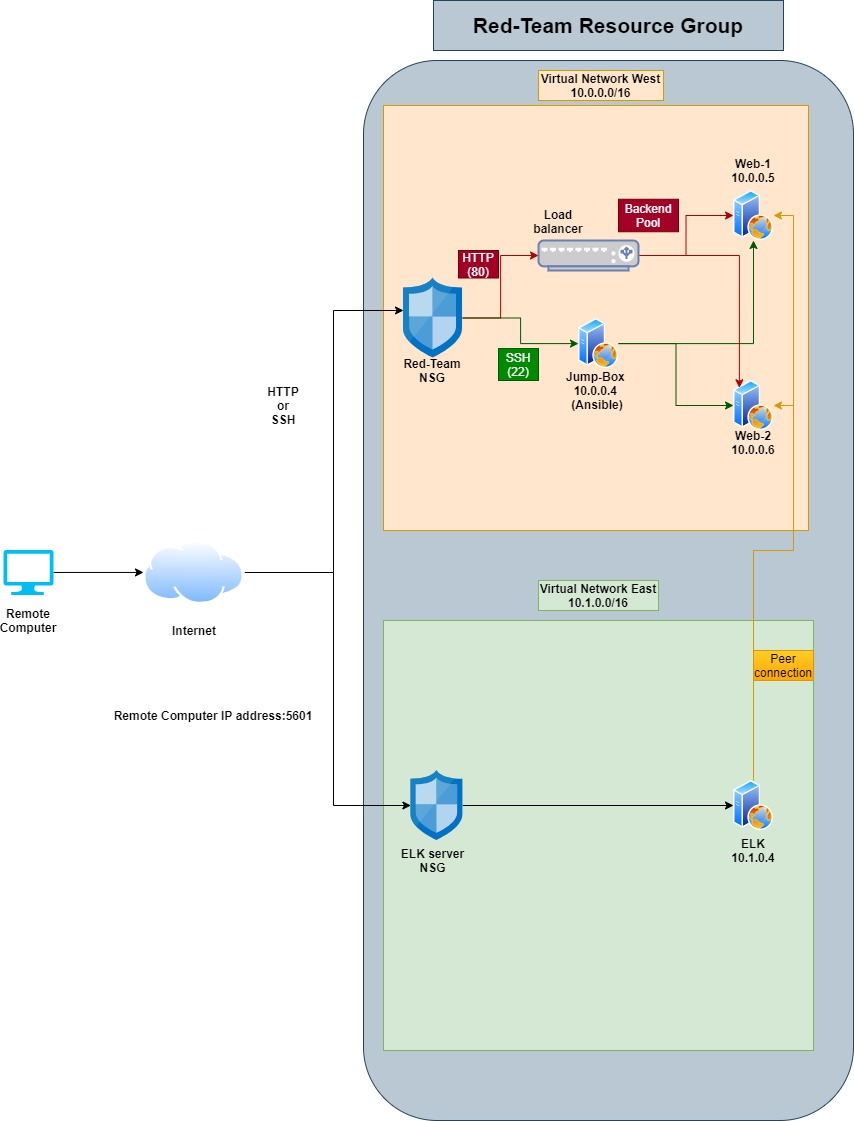 Red-Team Resource Group
Virtual Network West
10.0.0.0/16
Web-1
10.0.0.5
Backend
Pool
Load
balancer
HTTP
(80)
Red-Team
NSG
SSH
(22)
Jump-Box
10.0.0.4
(Ansible)
Web-2
10.0.0.6
HTTP
or
SSH
Remote
Computer
Internet
Virtual Network East
10.1.0.0/16
Peer
connection
Remote Computer IP address:5601
ELK server
NSG
ELK
10.1.0.4